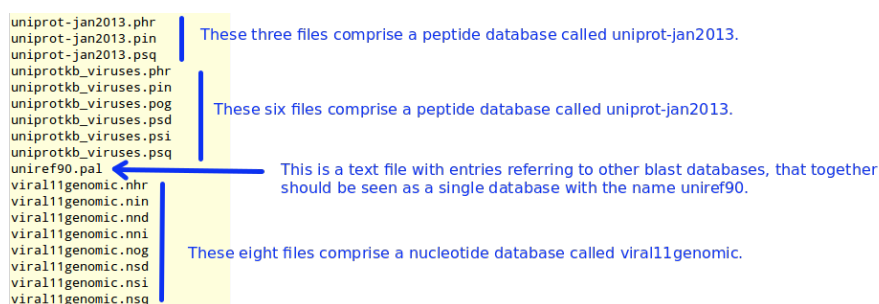 uniprot-jan2013.phr
uniprot-jan2013.pin
uniprot-jan2013.psq
These three files comprise a peptide database called uniprot-jan2013.
uniprotkb_viruses.phr
uniprotkb_viruses.pin
uniprotkb_viruses.pog
uniprotkb_viruses.psd
uniprotkb_viruses.psi
uniprotkb_viruses.psq
These six files comprise a peptide database called uniprot-jan2013.
uniref90.pal
This is a text file with entries referring to other blast databases, that together
should be seen as a single database with the name uniref90.
viral11genomic.nhr
viral11genomic.nin
viral11genomic.nnd
viral11genomic.nni
viral11genomic.nog
viral11genomic.nsd
viral11genomic.nsi
viral11genomic.nsq
These eight files comprise a nucleotide database called viral11genomic.